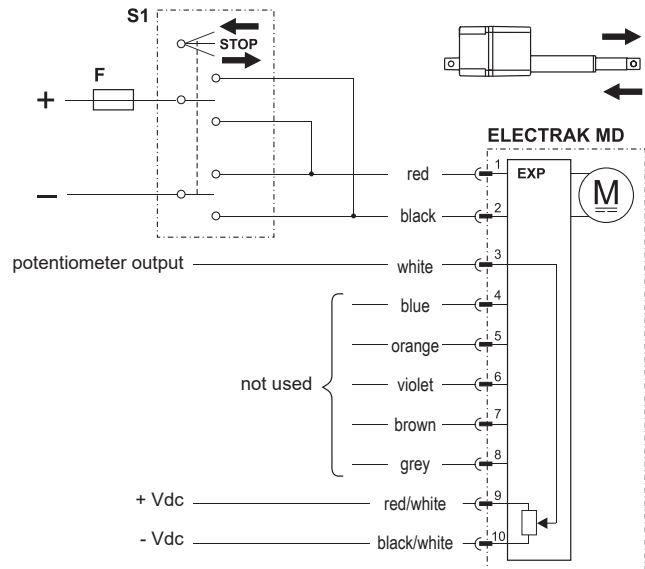 S1
STOP
F
+
–
ELECTRAK MD
EXP
M
red 1
black 2
potentiometer output white 3
blue 4
orange 5
not used violet 6
brown 7
grey 8
+ Vdc red/white 9
- Vdc black/white 10